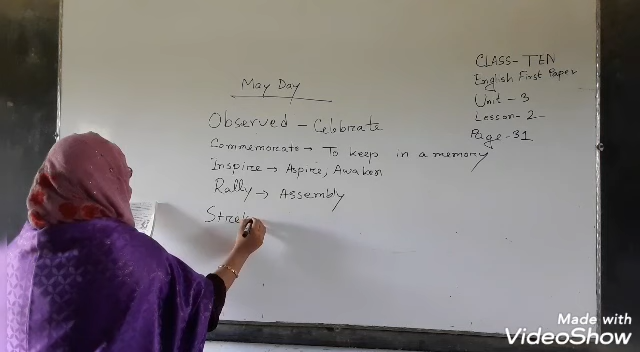 CLASS-TEN
English First Paper
Unit - 3
Lesson - 2 -
Page - 31
May Day
Observed - Celebrate
Commemorate → To keep in a memory
Inspire → Aspire, Awaken
Rally → Assembly
Made with
VideoShow